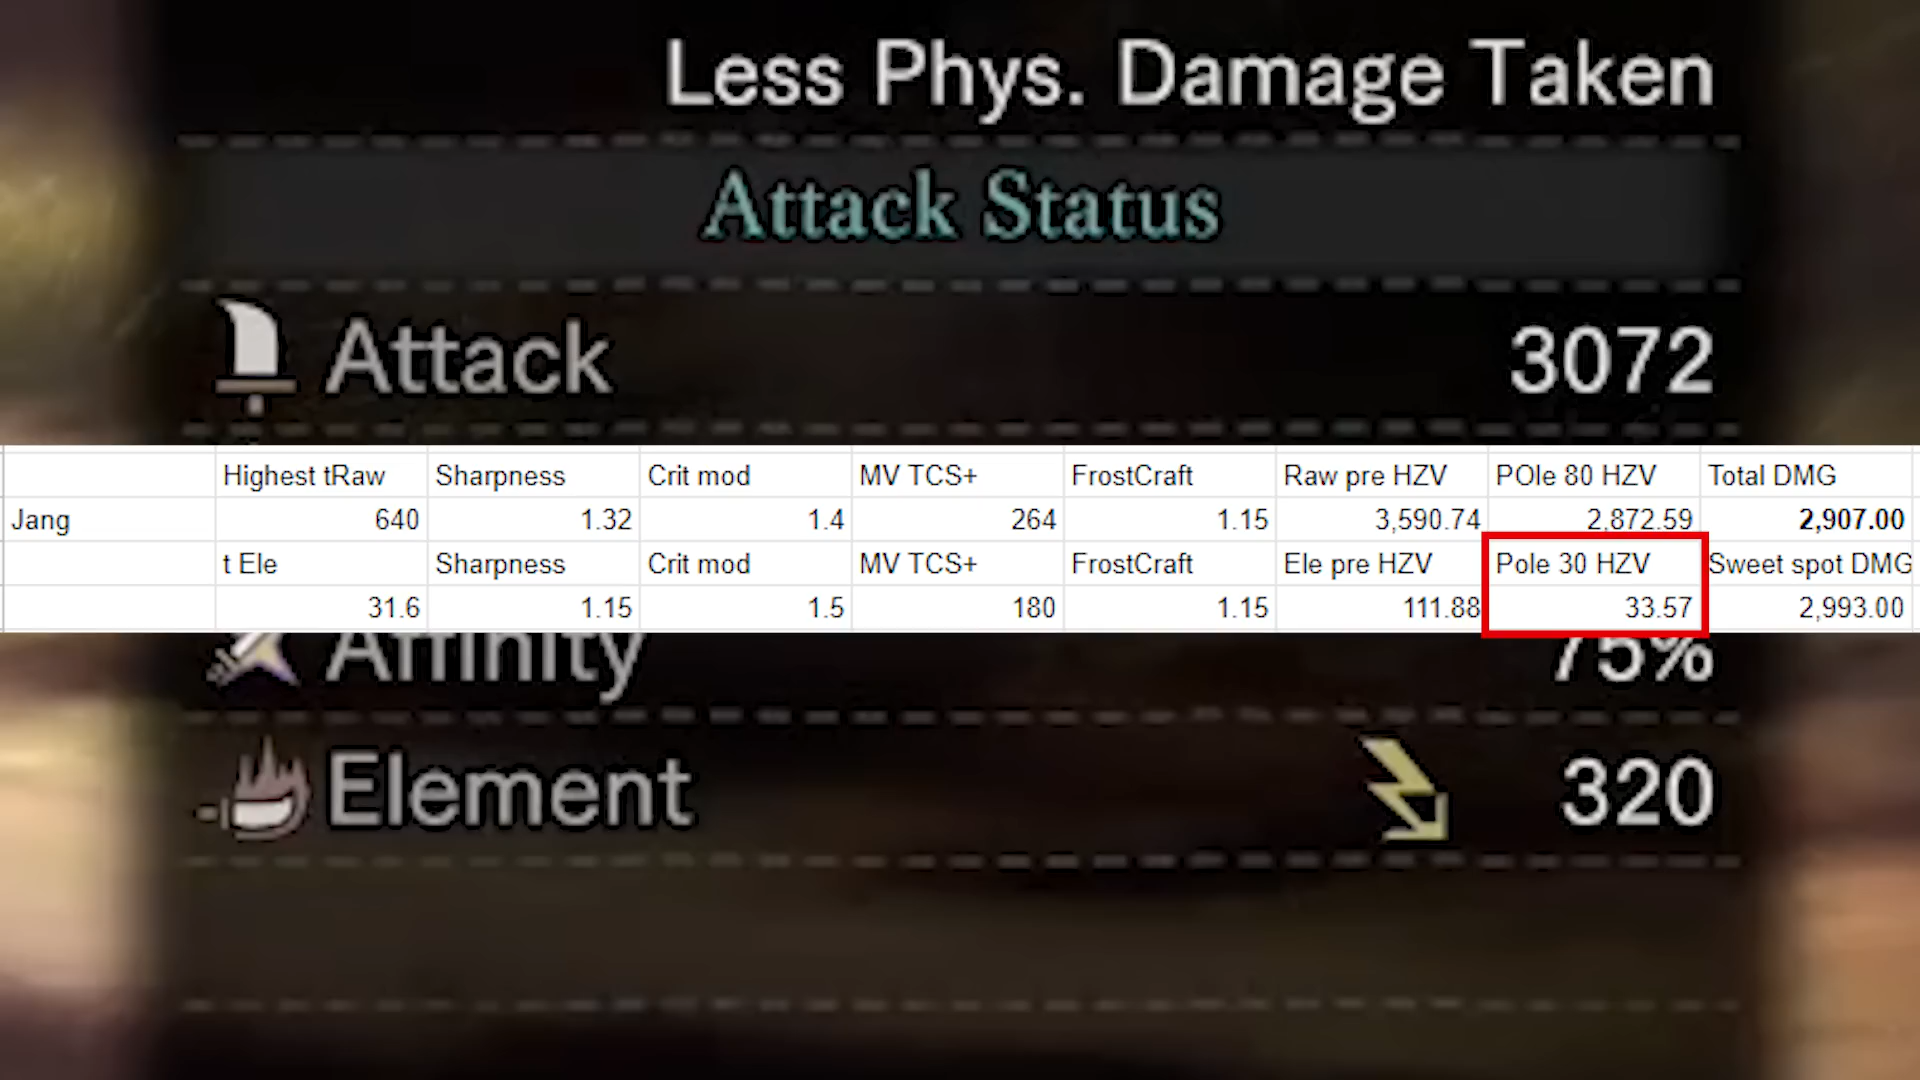 Less Phys. Damage Taken
Attack Status
Attack 3072
Highest tRaw Sharpness Crit mod MV TCS+ FrostCraft Raw pre HZV POle 80 HZV Total DMG
Jang 640 1.32 1.4 264 1.15 3,590.74 2,872.59 2,907.00
t Ele Sharpness Crit mod MV TCS+ FrostCraft Ele pre HZV Pole 30 HZV Sweet spot DMG
31.6 1.15 1.5 180 1.15 111.88 33.57 2,993.00
Affinity 75%
Element 320